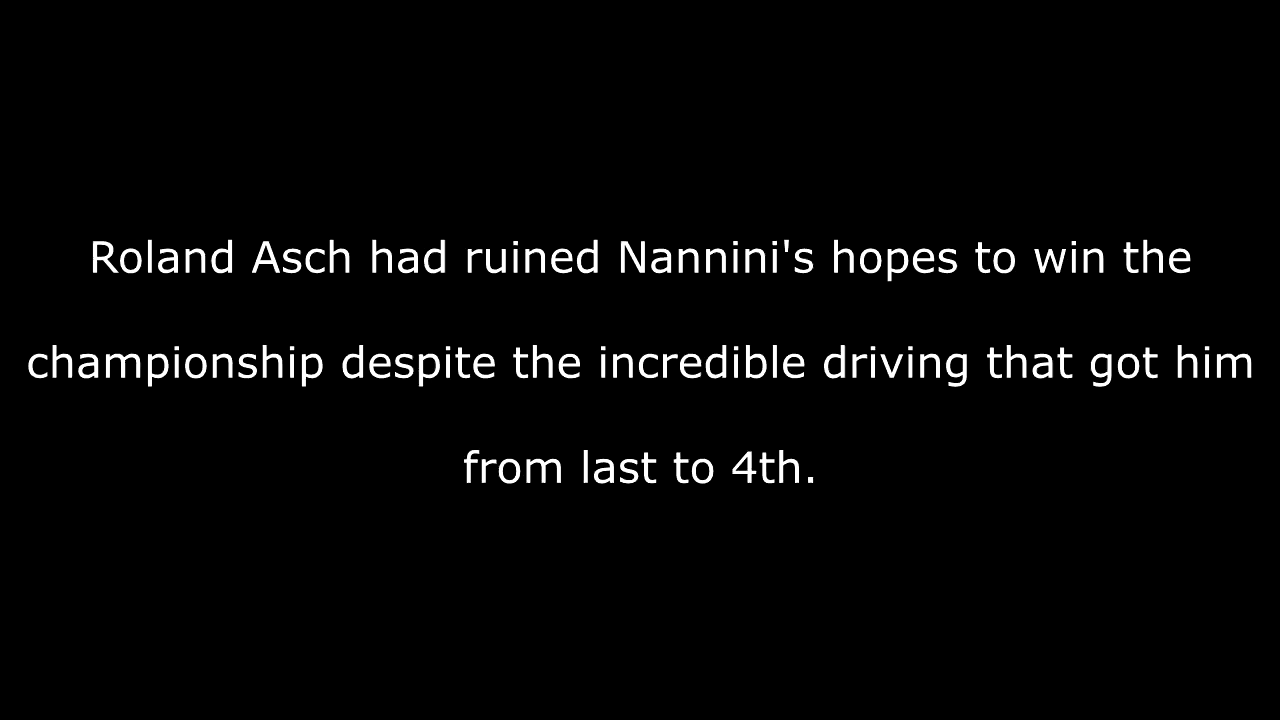 Roland Asch had ruined Nannini's hopes to win the
championship despite the incredible driving that got him
from last to 4th.